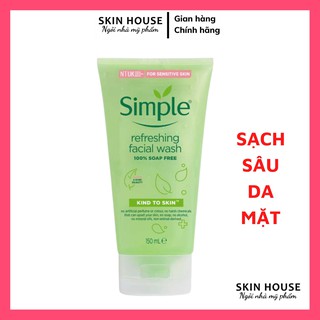 SKIN HOUSE
Ngôi nhà mỹ phẩm
Gian hàng
Chính hãng
FOR SENSITIVE SKIN
Simple
refreshing
facial wash
100% SOAP FREE
KIND TO SKIN™
150 mL e
SẠCH
SÂU
DA
MẶT
SKIN HOUSE
Ngôi nhà mỹ phẩm